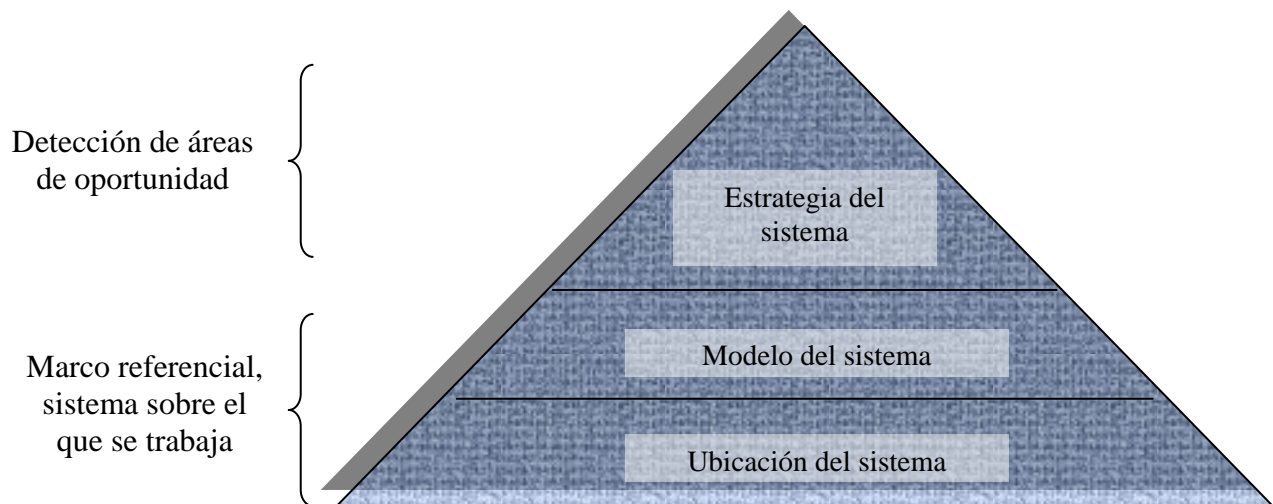 Detección de áreas
de oportunidad
Estrategia del
sistema
Marco referencial,
sistema sobre el
que se trabaja
Modelo del sistema
Ubicación del sistema